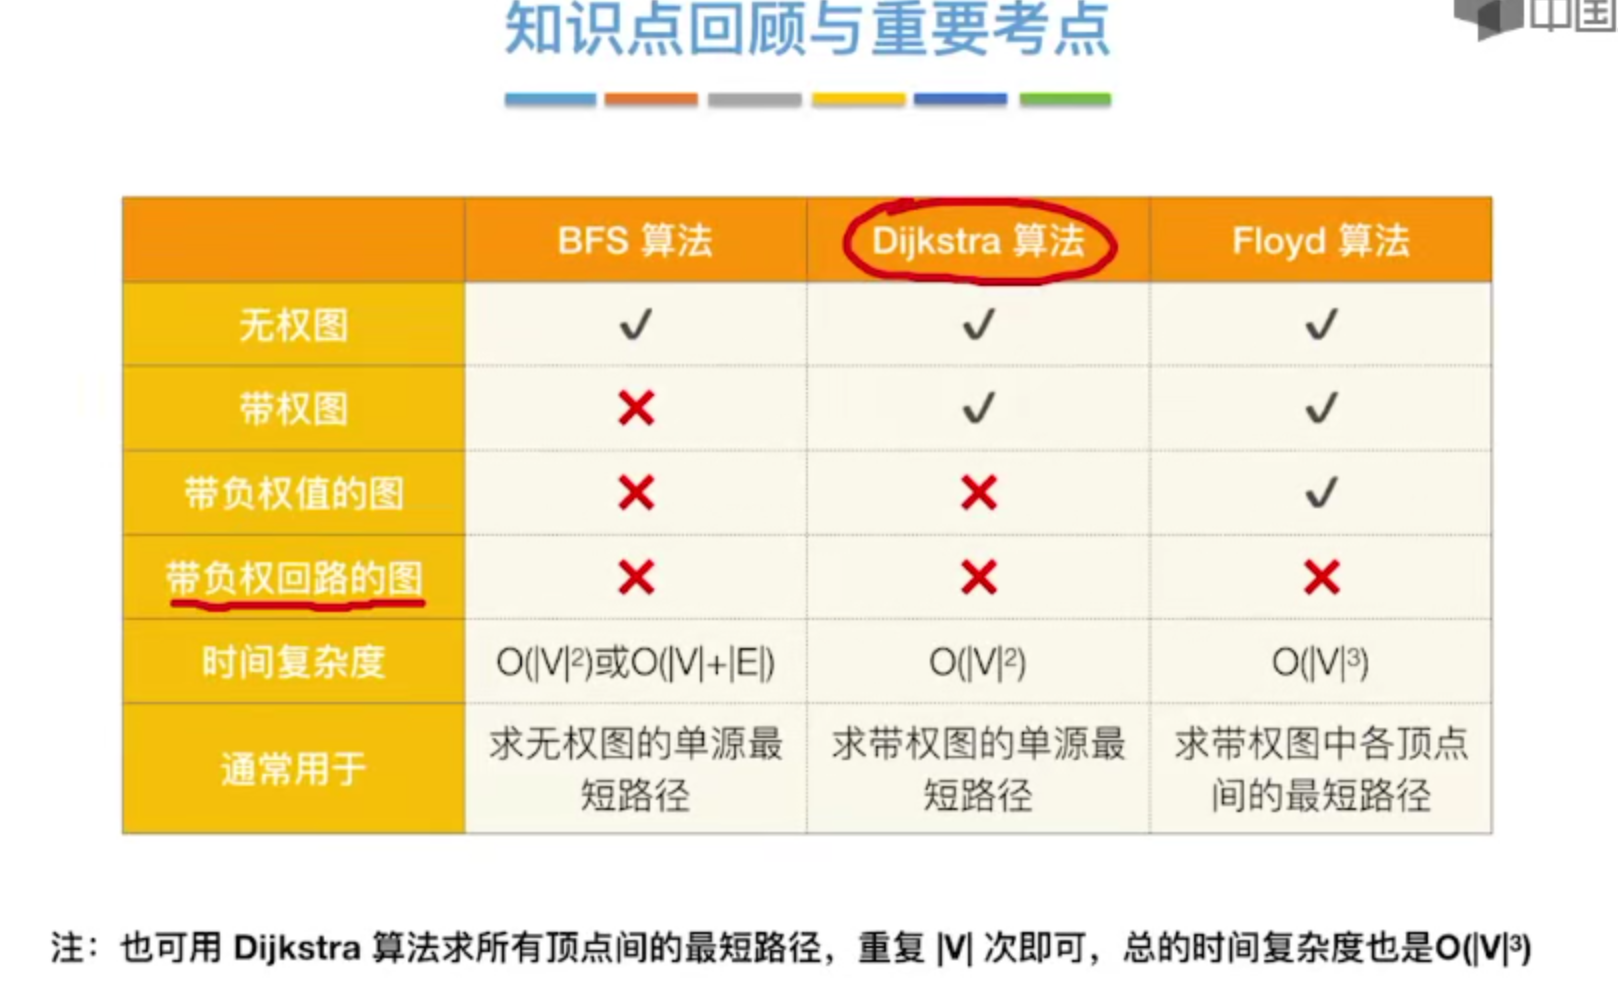 知识点回顾与重要考点
中国
BFS 算法 Dijkstra 算法 Floyd 算法
无权图 ✓ ✓ ✓
带权图 ✕ ✓ ✓
带负权值的图 ✕ ✕ ✓
带负权回路的图 ✕ ✕ ✕
时间复杂度 O(|V|²)或O(|V|+|E|) O(|V|²) O(|V|³)
通常用于 求无权图的单源最短路径 求带权图的单源最短路径 求带权图中各顶点间的最短路径
注：也可用 Dijkstra 算法求所有顶点间的最短路径，重复 |V| 次即可，总的时间复杂度也是O(|V|³)